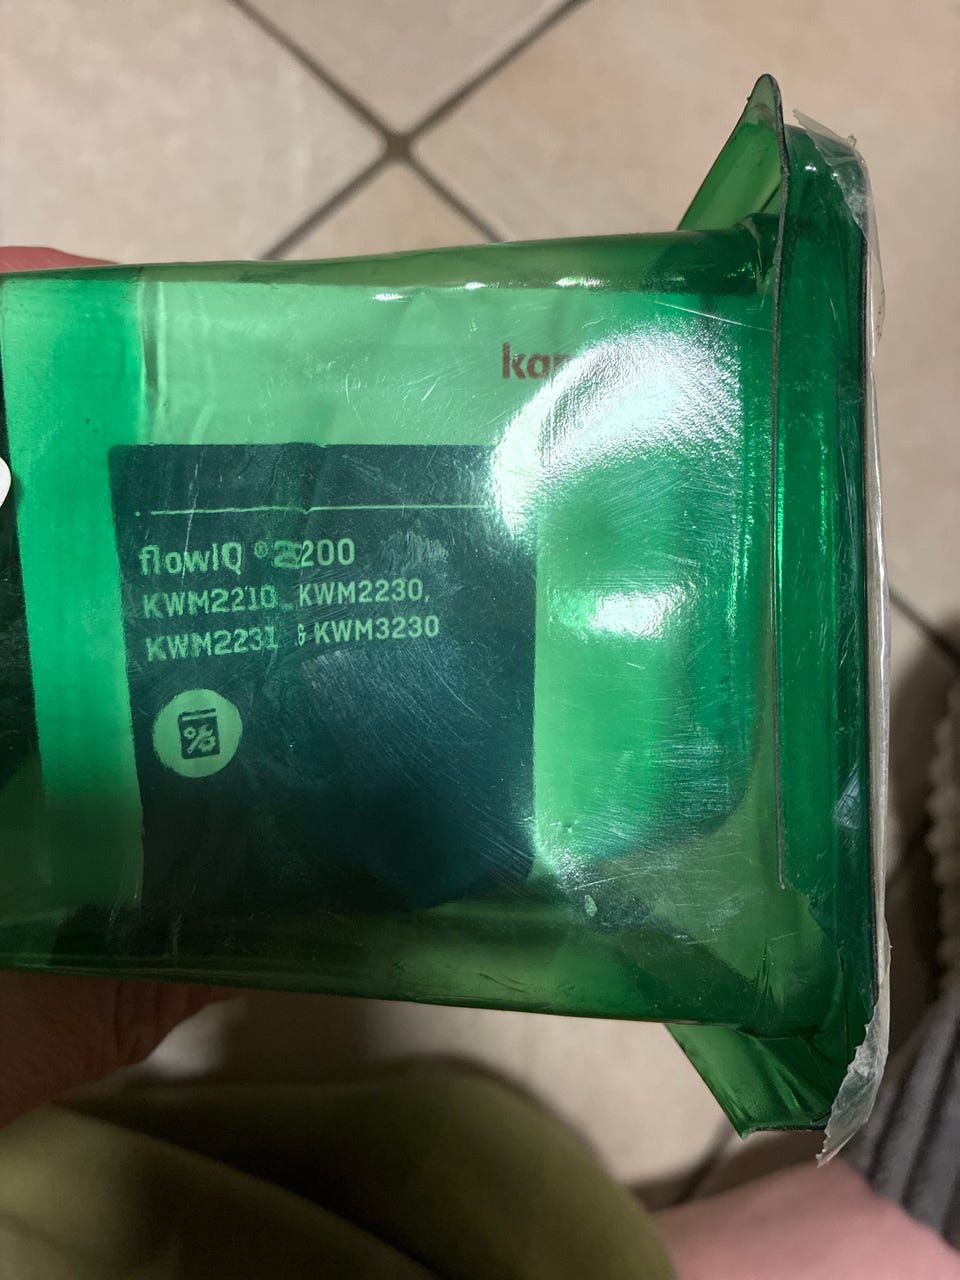 flowIQ ® 2200
KWM2210, KWM2230,
KWM2231 & KWM3230